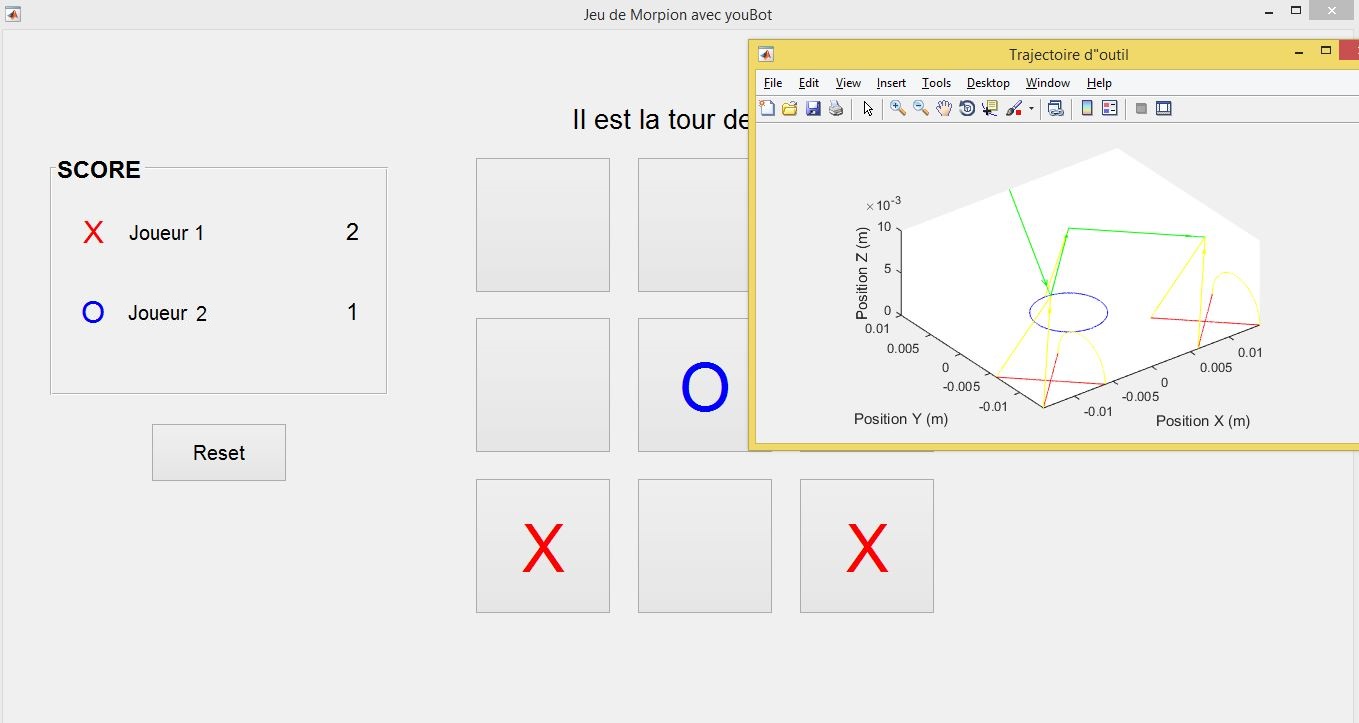 Jeu de Morpion avec youBot
Il est la tour de
SCORE
X Joueur 1 2
O Joueur 2 1
Reset
O
X X
Trajectoire d"outil
File Edit View Insert Tools Desktop Window Help
×10-3
10
5
0
Position Z (m)
0.01
0.005
0
-0.005
-0.01
Position Y (m)
0.01
0.005
0
-0.005
-0.01
Position X (m)